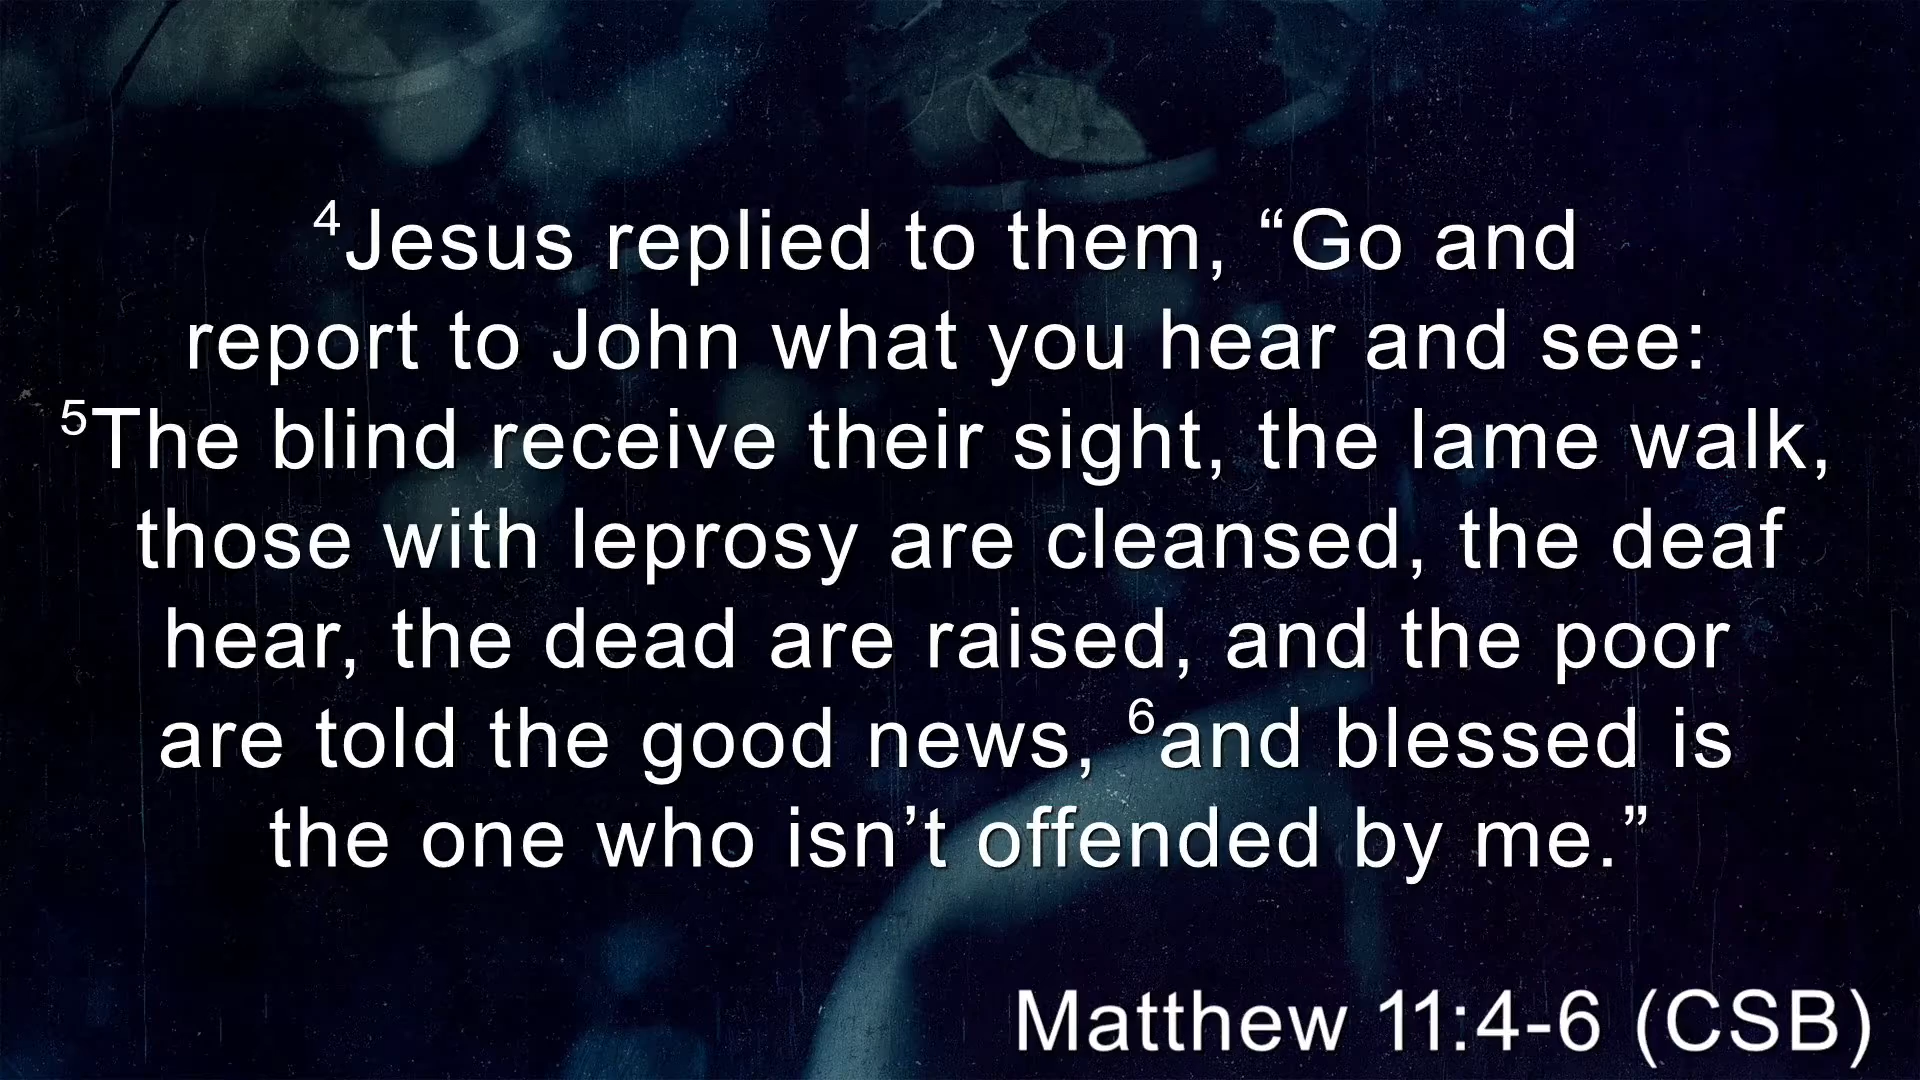 ⁴Jesus replied to them, “Go and
report to John what you hear and see:
⁵The blind receive their sight, the lame walk,
those with leprosy are cleansed, the deaf
hear, the dead are raised, and the poor
are told the good news, ⁶and blessed is
the one who isn’t offended by me.”
Matthew 11:4-6 (CSB)